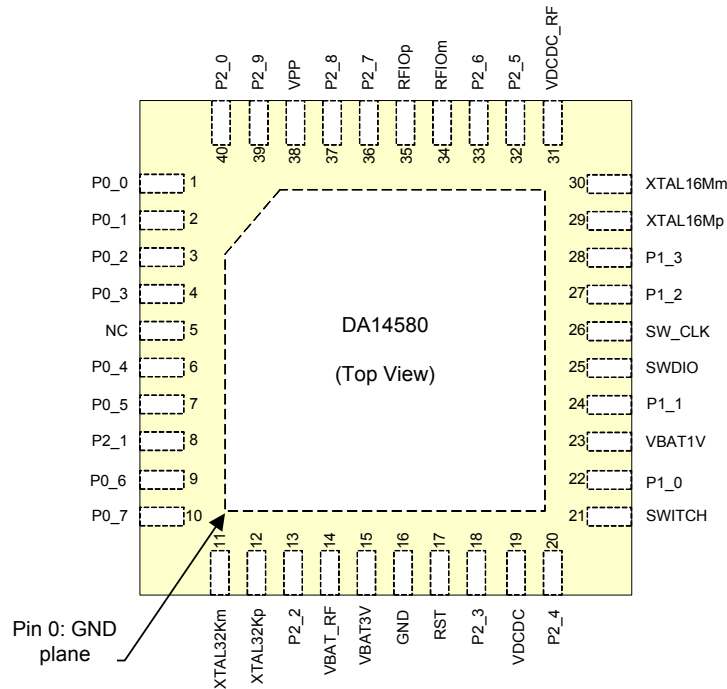 P2_0
P2_9
VPP
P2_8
P2_7
RFIOp
RFIOm
P2_6
P2_5
VDCDC_RF
40
39
38
37
36
35
34
33
32
31
P0_0 1
P0_1 2
P0_2 3
P0_3 4
NC 5
P0_4 6
P0_5 7
P2_1 8
P0_6 9
P0_7 10
DA14580
(Top View)
30 XTAL16Mm
29 XTAL16Mp
28 P1_3
27 P1_2
26 SW_CLK
25 SWDIO
24 P1_1
23 VBAT1V
22 P1_0
21 SWITCH
11
12
13
14
15
16
17
18
19
20
XTAL32Km
XTAL32Kp
P2_2
VBAT_RF
VBAT3V
GND
RST
P2_3
VDCDC
P2_4
Pin 0: GND
plane